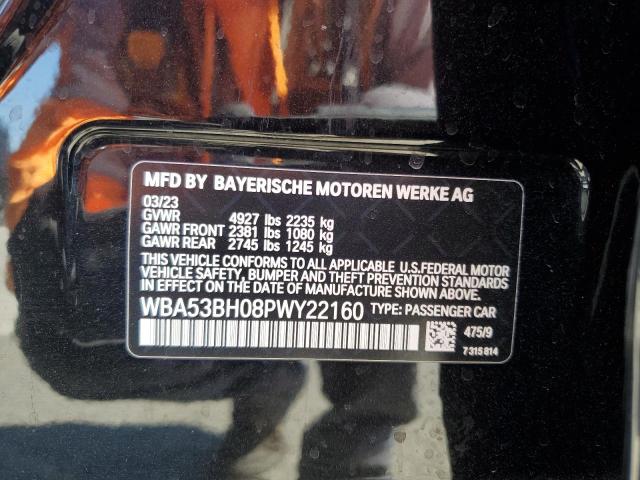 MFD BY BAYERISCHE MOTOREN WERKE AG
03/23
GVWR 4927 lbs 2235 kg
GAWR FRONT 2381 lbs 1080 kg
GAWR REAR 2745 lbs 1245 kg
THIS VEHICLE CONFORMS TO ALL APPLICABLE U.S.FEDERAL MOTOR
VEHICLE SAFETY, BUMPER AND THEFT PREVENTION STANDARDS
IN EFFECT ON THE DATE OF MANUFACTURE SHOWN ABOVE.
WBA53BH08PWY22160 TYPE: PASSENGER CAR
475/9
7315814